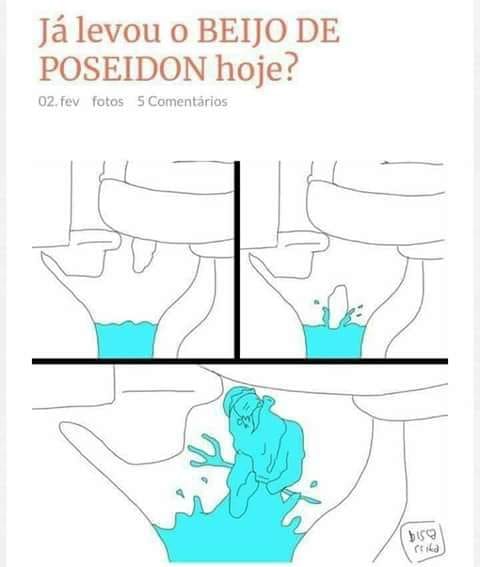 Já levou o BEIJO DE
POSEIDON hoje?
02. fev fotos 5 Comentários